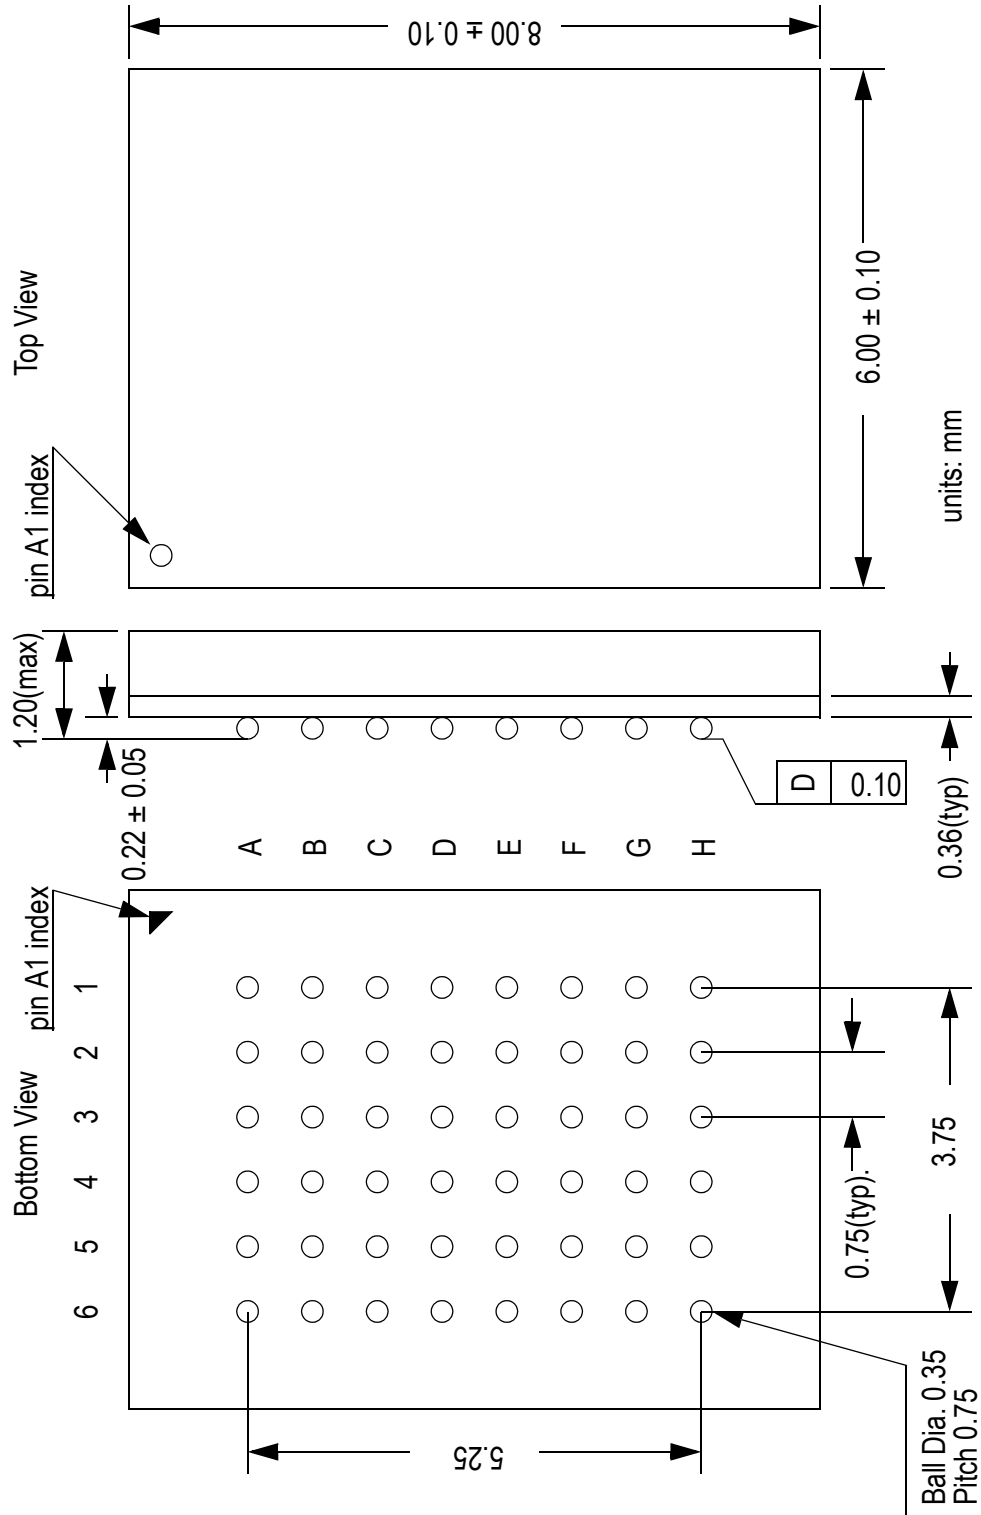 Top View
pin A1 index
8.00 ± 0.10
6.00 ± 0.10
units: mm
1.20(max)
0.22 ± 0.05
D 0.10
0.36(typ)
Bottom View
pin A1 index
A B C D E F G H
1
2
3
4
5
6
0.75(typ).
3.75
5.25
Ball Dia. 0.35
Pitch 0.75